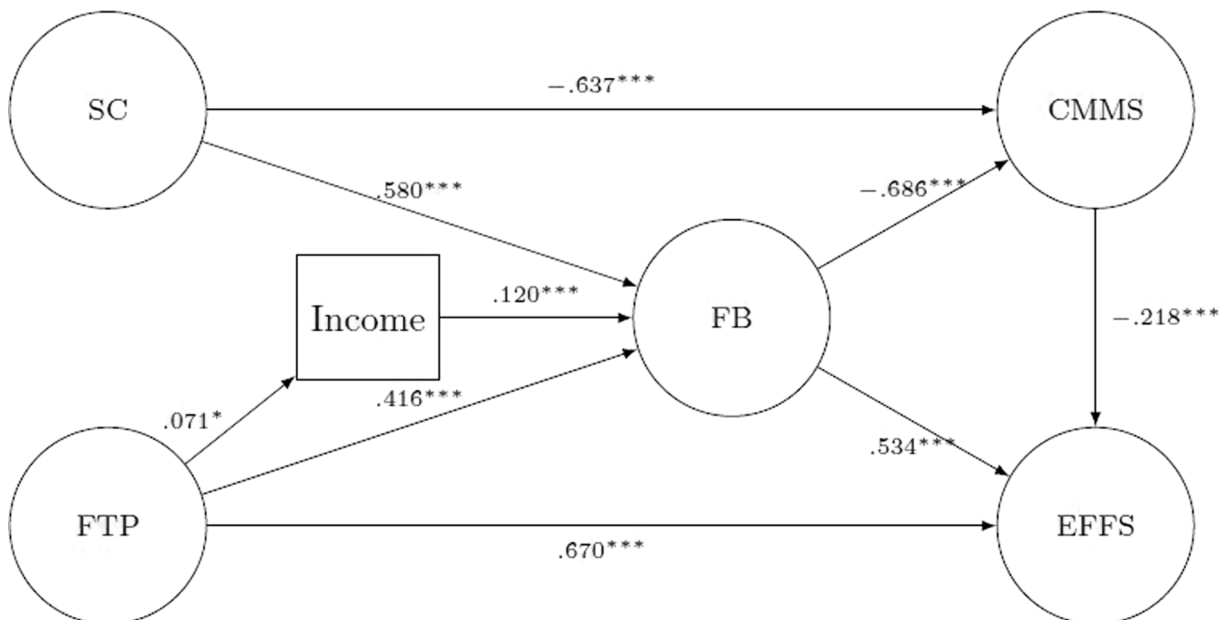 SC
−.637***
CMMS
.580***
−.686***
Income
.120***
FB
−.218***
.071*
.416***
.534***
FTP
.670***
EFFS